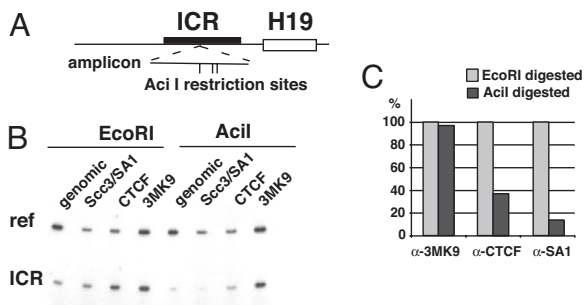 A
ICR
H19
amplicon
Aci I restriction sites
B
EcoRI
AciI
genomic
Scc3/SA1
CTCF
3MK9
genomic
Scc3/SA1
CTCF
3MK9
ref
ICR
C
EcoRI digested
AciI digested
%
100
80
60
40
20
0
α-3MK9
α-CTCF
α-SA1